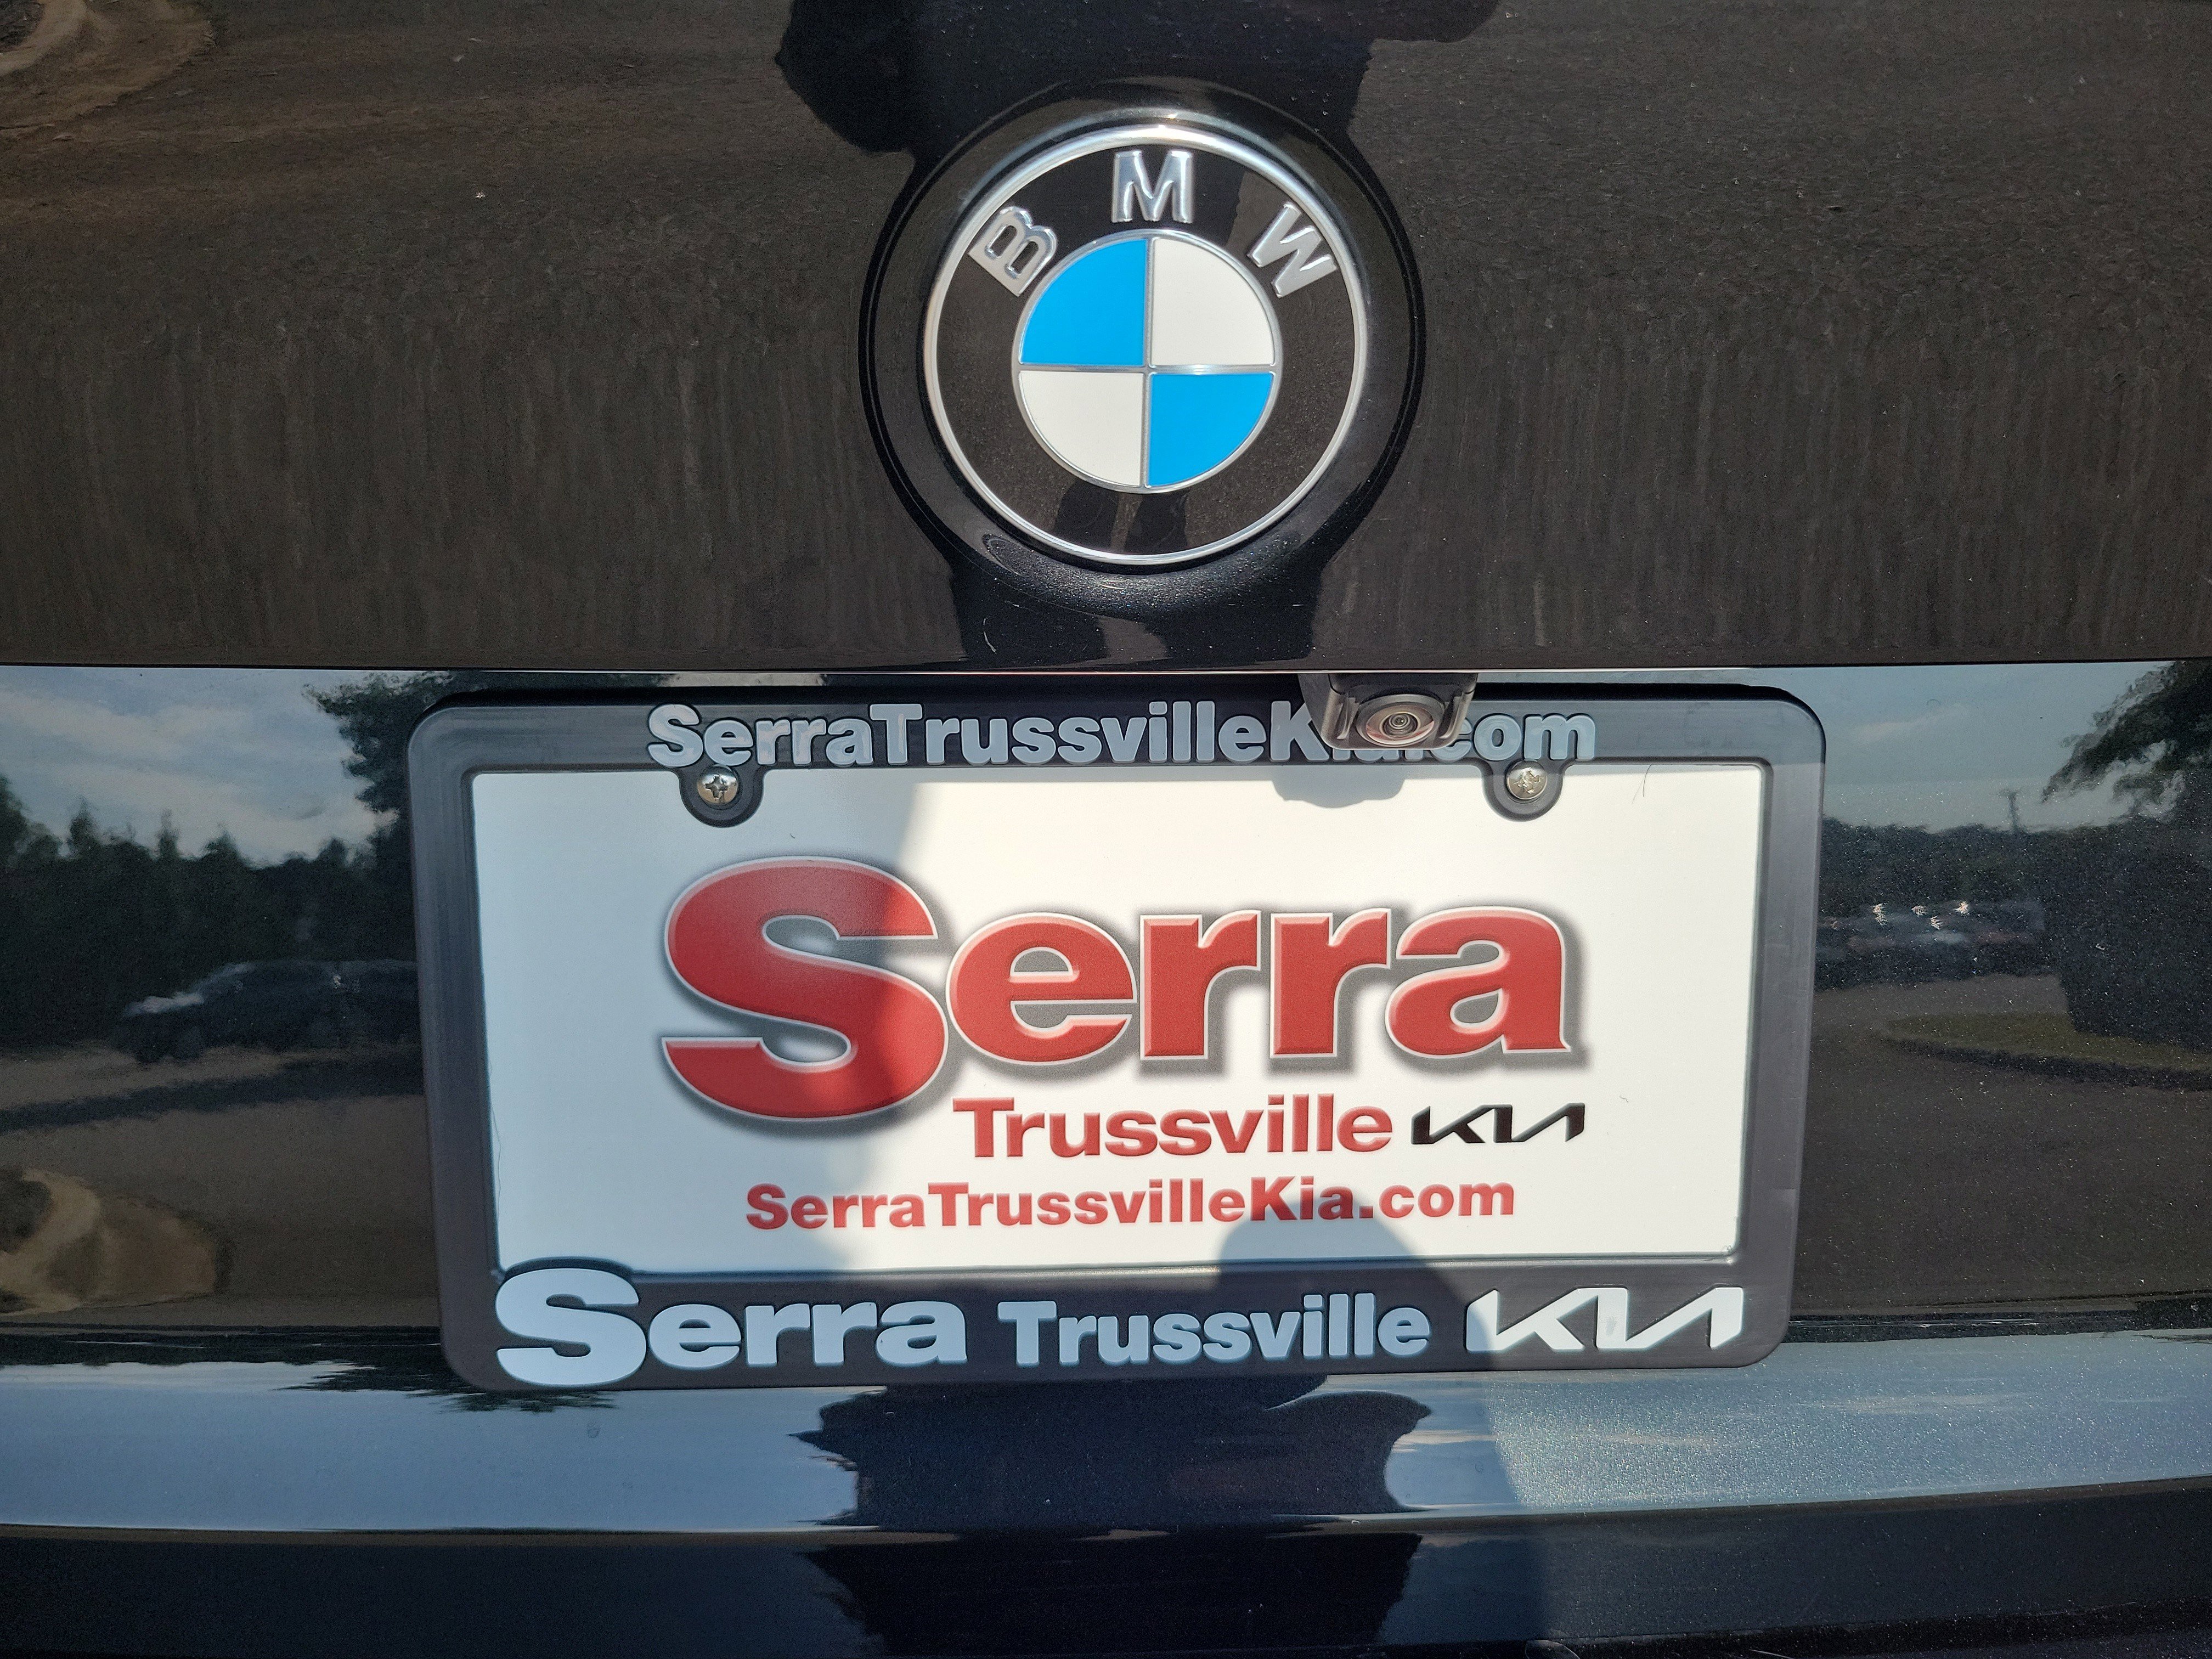 BMW
SerraTrussvilleKia.com
Serra
Trussville KIA
SerraTrussvilleKia.com
Serra Trussville KIA